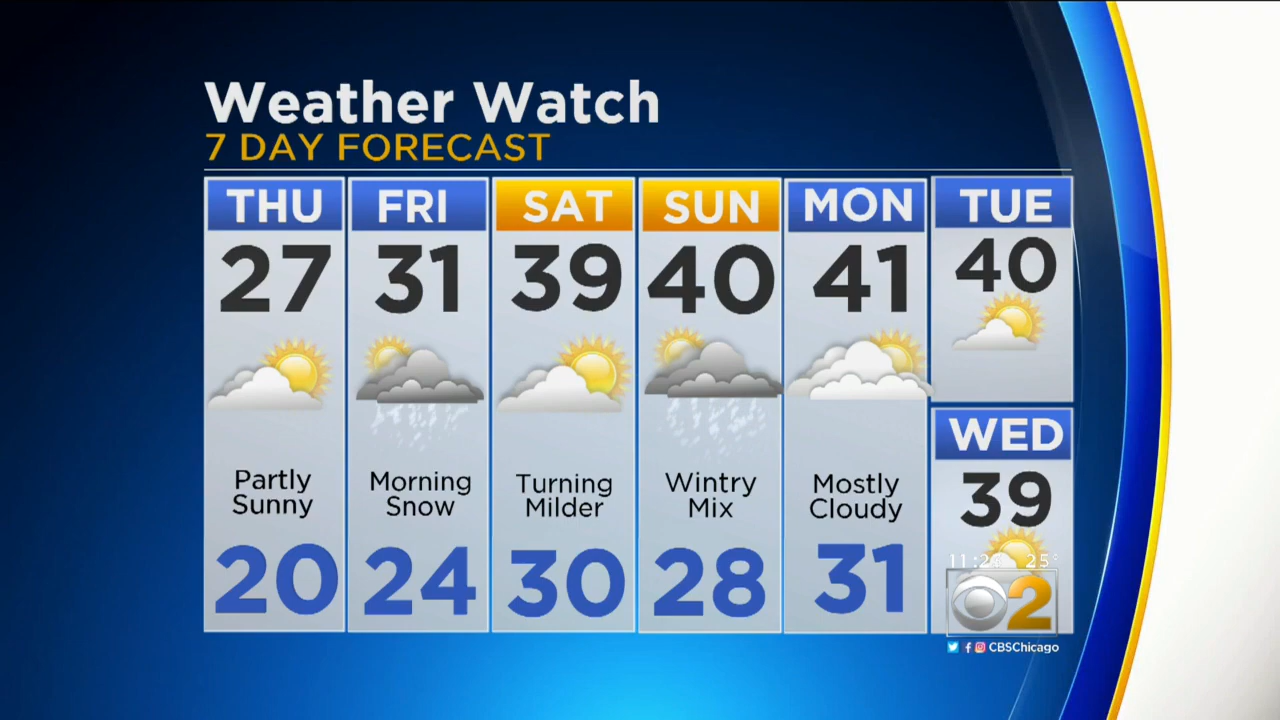 Weather Watch
7 DAY FORECAST
THU
27
Partly
Sunny
20
FRI
31
Morning
Snow
24
SAT
39
Turning
Milder
30
SUN
40
Wintry
Mix
28
MON
41
Mostly
Cloudy
31
TUE
40
WED
39
25°
2
CBSChicago